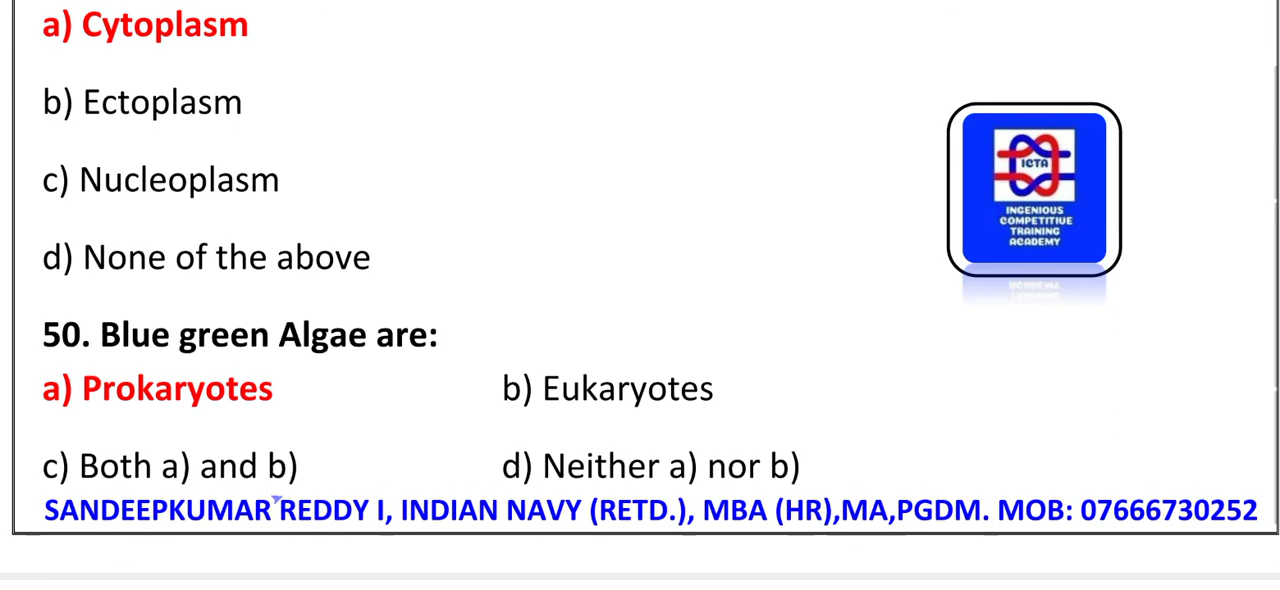 a) Cytoplasm
b) Ectoplasm
c) Nucleoplasm
d) None of the above
ICTA
INGENIOUS
COMPETITIVE
TRAINING
ACADEMY
50. Blue green Algae are:
a) Prokaryotes b) Eukaryotes
c) Both a) and b) d) Neither a) nor b)
SANDEEPKUMAR REDDY I, INDIAN NAVY (RETD.), MBA (HR),MA,PGDM. MOB: 07666730252